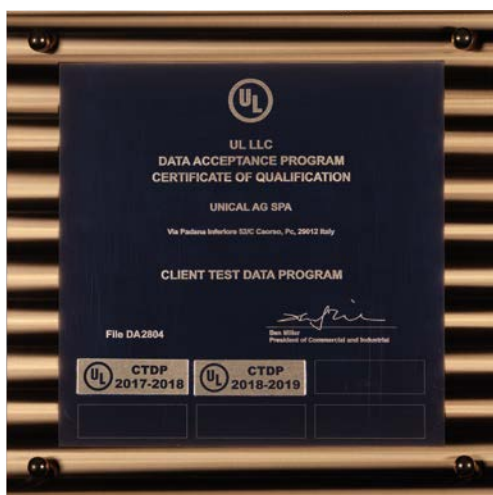 UL
UL LLC
DATA ACCEPTANCE PROGRAM
CERTIFICATE OF QUALIFICATION
UNICAL AG SPA
Via Padana Inferiore 52/C Caorso, Pc, 29012 Italy
CLIENT TEST DATA PROGRAM
File DA2804
Ben Miller
President of Commercial and Industrial
UL CTDP
2017-2018
UL CTDP
2018-2019